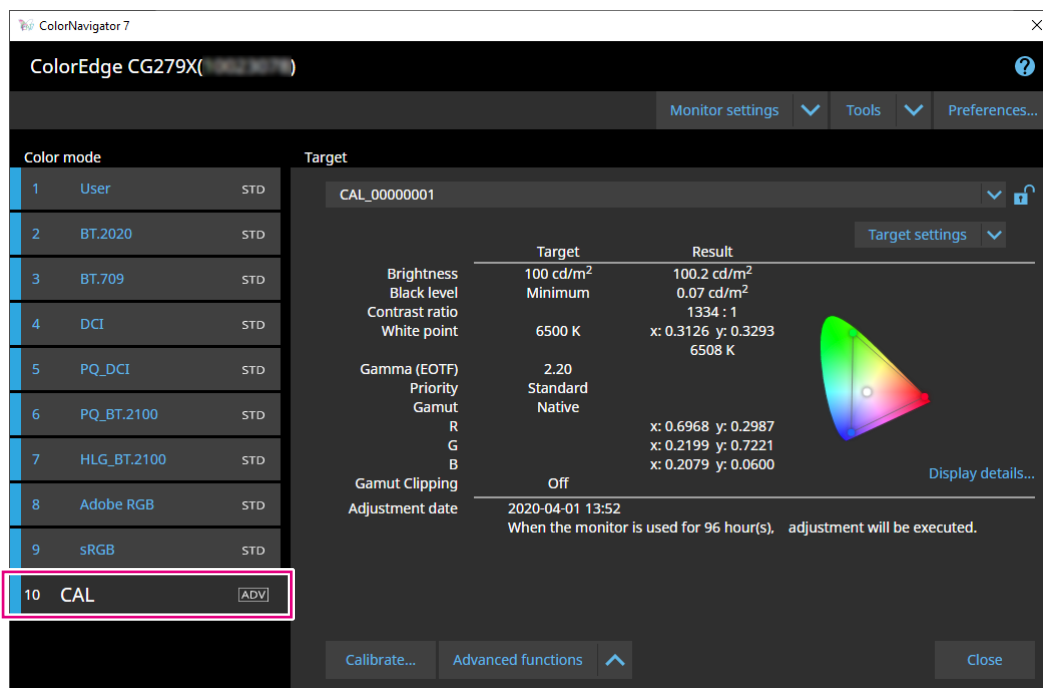 ColorNavigator 7
ColorEdge CG279X( )
Monitor settings Tools Preferences...
Color mode
1 User STD
2 BT.2020 STD
3 BT.709 STD
4 DCI STD
5 PQ_DCI STD
6 PQ_BT.2100 STD
7 HLG_BT.2100 STD
8 Adobe RGB STD
9 sRGB STD
10 CAL ADV
Target
CAL_00000001
Target settings
Target Result
Brightness 100 cd/m² 100.2 cd/m²
Black level Minimum 0.07 cd/m²
Contrast ratio 1334 : 1
White point 6500 K x: 0.3126 y: 0.3293
6508 K
Gamma (EOTF) 2.20
Priority Standard
Gamut Native
R x: 0.6968 y: 0.2987
G x: 0.2199 y: 0.7221
B x: 0.2079 y: 0.0600
Gamut Clipping Off
Display details...
Adjustment date 2020-04-01 13:52
When the monitor is used for 96 hour(s), adjustment will be executed.
Calibrate... Advanced functions Close